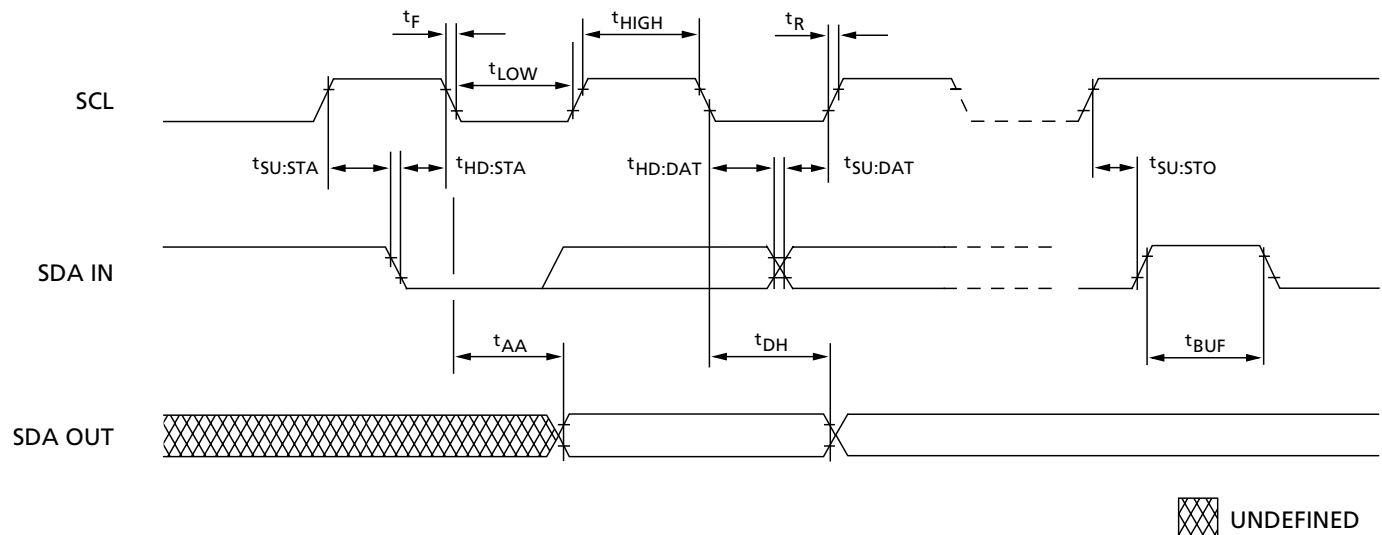 tF
tHIGH
tR
tLOW
SCL
tSU:STA
tHD:STA
tHD:DAT
tSU:DAT
tSU:STO
SDA IN
tAA
tDH
tBUF
SDA OUT
UNDEFINED